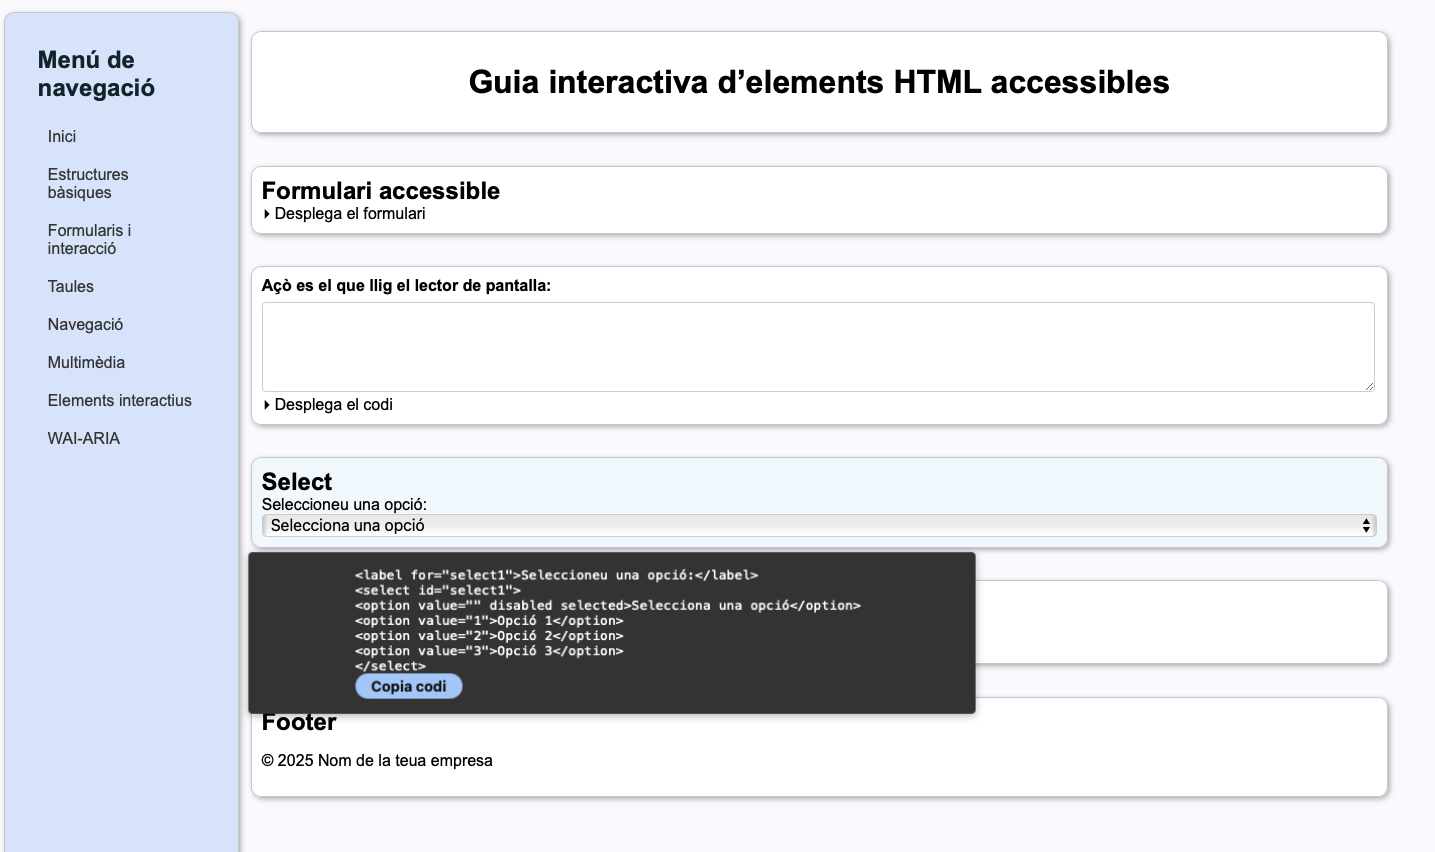 Menú de
navegació
Inici
Estructures
bàsiques
Formularis i
interacció
Taules
Navegació
Multimèdia
Elements interactius
WAI-ARIA
Guia interactiva d’elements HTML accessibles
Formulari accessible
Desplega el formulari
Açò es el que llig el lector de pantalla:
Desplega el codi
Select
Seleccioneu una opció:
Selecciona una opció
<label for="select1">Seleccioneu una opció:</label>
<select id="select1">
<option value="" disabled selected>Selecciona una opció</option>
<option value="1">Opció 1</option>
<option value="2">Opció 2</option>
<option value="3">Opció 3</option>
</select>
Copia codi
Footer
© 2025 Nom de la teua empresa